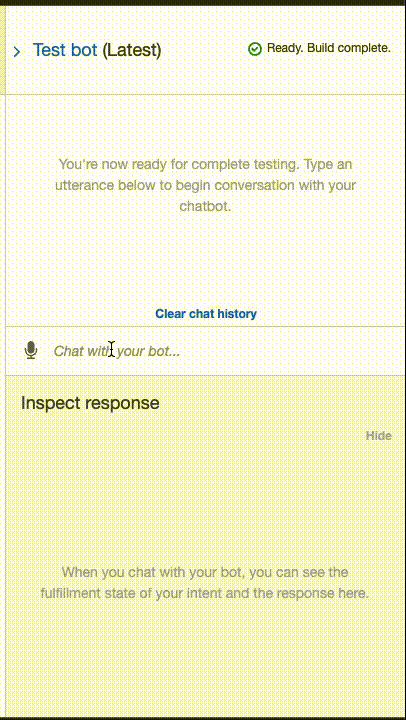 Test bot (Latest)
Ready. Build complete.
You're now ready for complete testing. Type an
utterance below to begin conversation with your
chatbot.
Clear chat history
Chat with your bot...
Inspect response
Hide
When you chat with your bot, you can see the
fulfillment state of your intent and the response here.